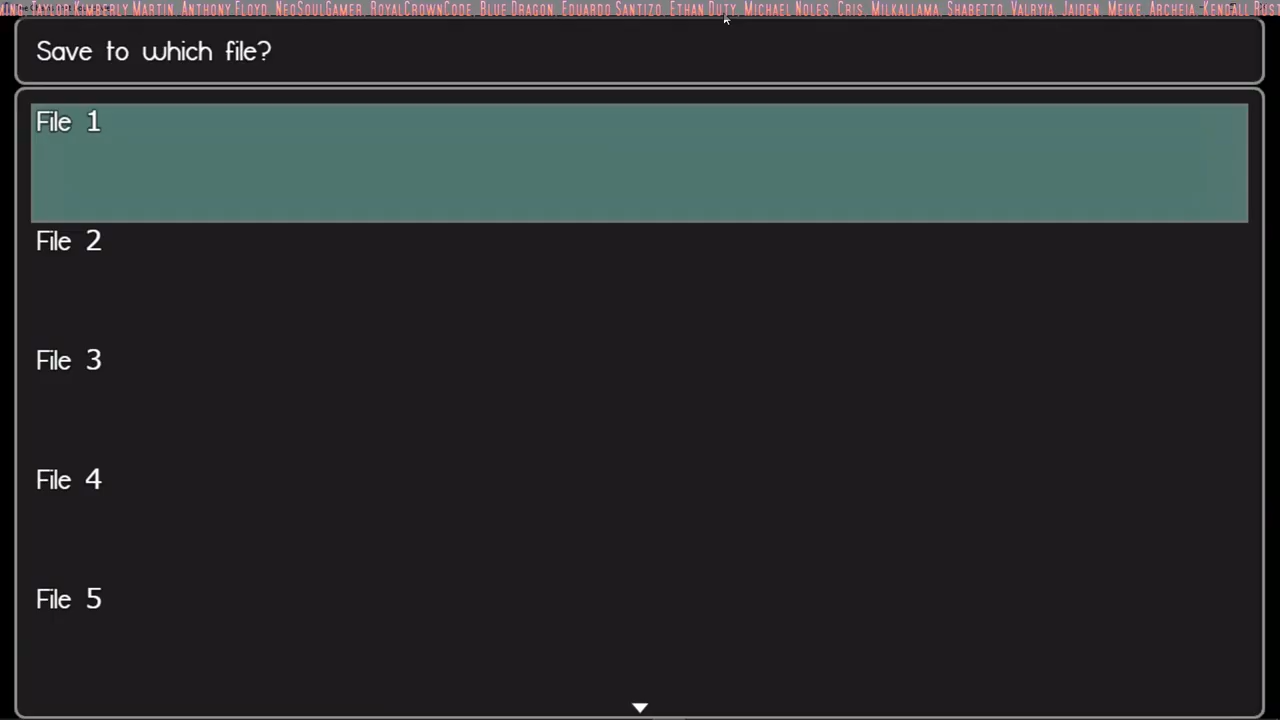 Taylor, Kimberly Martin, Anthony Floyd, NeoSoulGamer, RoyalCrownCode, Blue Dragon, Eduardo Santizo, Ethan Duty, Michael Noles, Cris, Milkallama, Shabetto, Valryia, Jaiden, Meike, Archeia, Kendall
Save to which file?
File 1
File 2
File 3
File 4
File 5